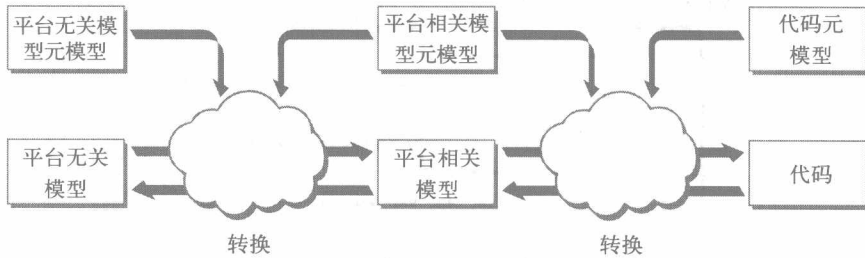 平台无关模
型元模型
平台相关模
型元模型
代码元
模型
平台无关
模型
平台相关
模型
代码
转换
转换